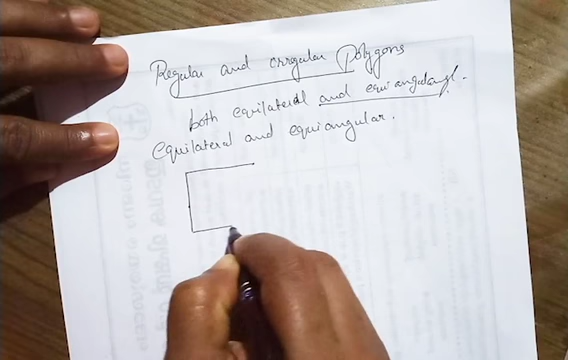 Regular and irregular Polygons
both equilateral and equiangular.
equilateral and equiangular.